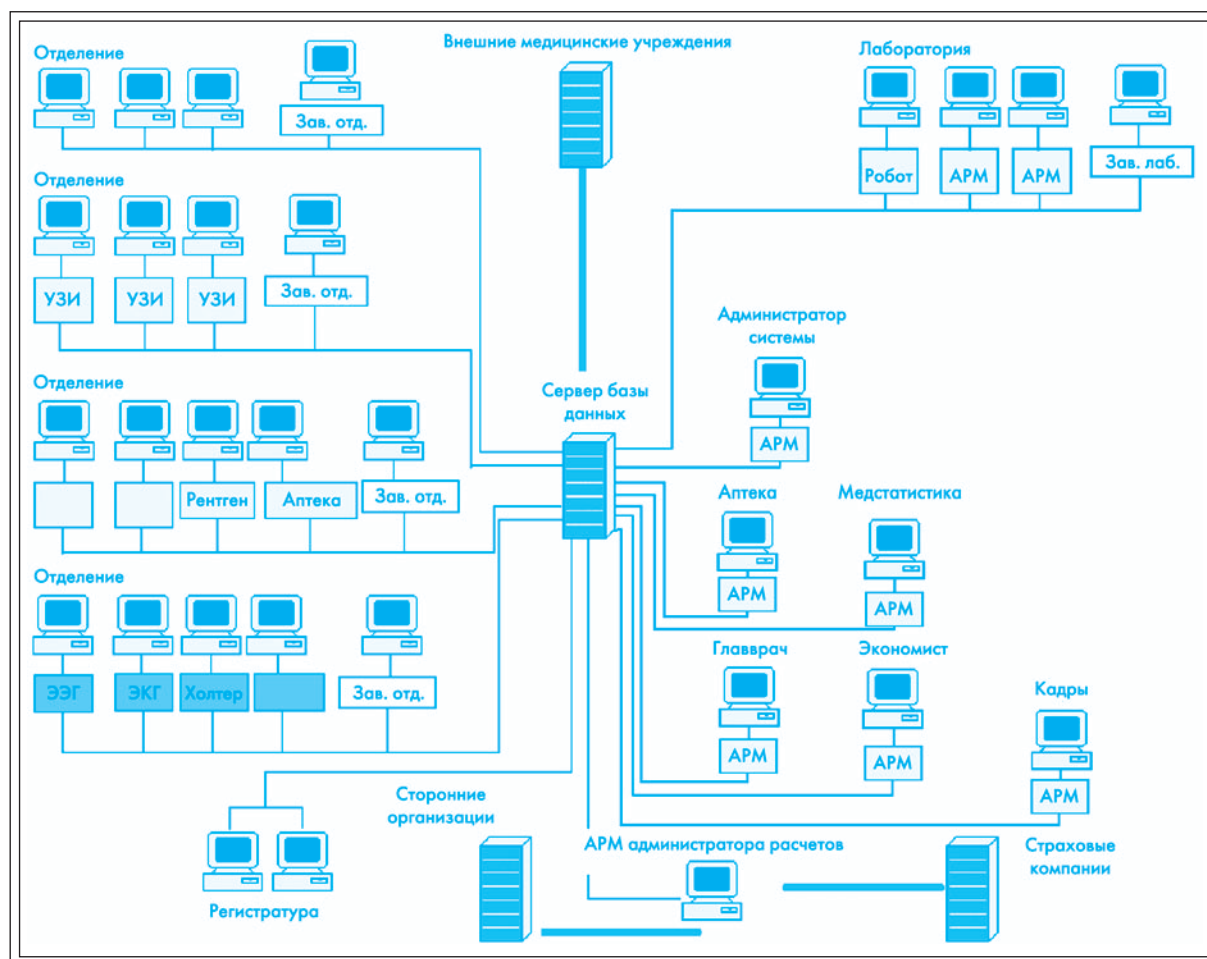 Отделение
Зав. отд.
Внешние медицинские учреждения
Лаборатория
Робот
АРМ
АРМ
Зав. лаб.
Отделение
УЗИ
УЗИ
УЗИ
Зав. отд.
Администратор
системы
АРМ
Сервер базы
данных
Отделение
Рентген
Аптека
Зав. отд.
Аптека
АРМ
Медстатистика
АРМ
Отделение
ЭЭГ
ЭКГ
Холтер
Зав. отд.
Главврач
АРМ
Экономист
АРМ
Кадры
АРМ
Регистратура
Сторонние
организации
АРМ администратора расчетов
Страховые
компании